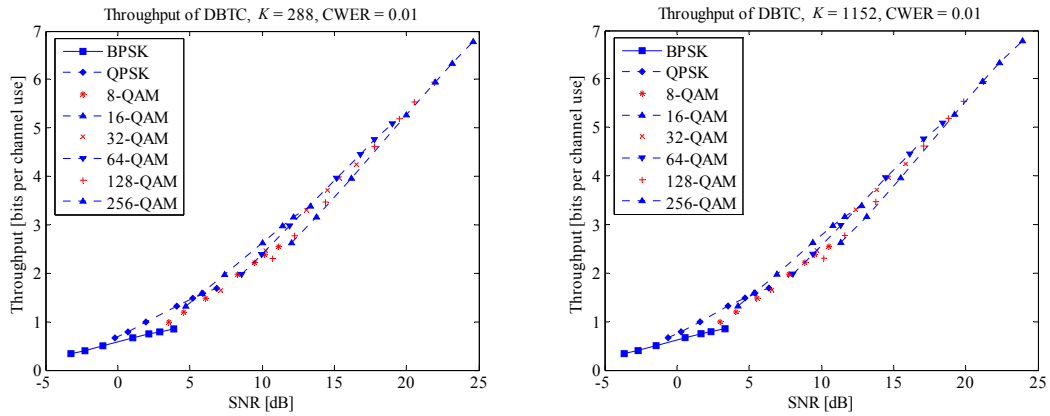 Throughput of DBTC, K = 288, CWER = 0.01
Throughput [bits per channel use]
7
6
5
4
3
2
1
0
BPSK
QPSK
8-QAM
16-QAM
32-QAM
64-QAM
128-QAM
256-QAM
-5 0 5 10 15 20 25
SNR [dB]
Throughput of DBTC, K = 1152, CWER = 0.01
Throughput [bits per channel use]
7
6
5
4
3
2
1
0
BPSK
QPSK
8-QAM
16-QAM
32-QAM
64-QAM
128-QAM
256-QAM
-5 0 5 10 15 20 25
SNR [dB]